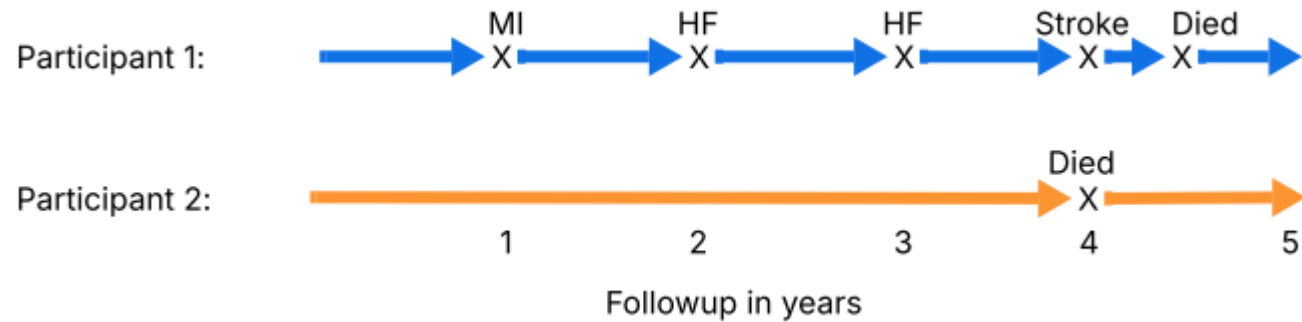 MI HF HF Stroke Died
Participant 1: X X X X X
Died
Participant 2: X
1 2 3 4 5
Followup in years